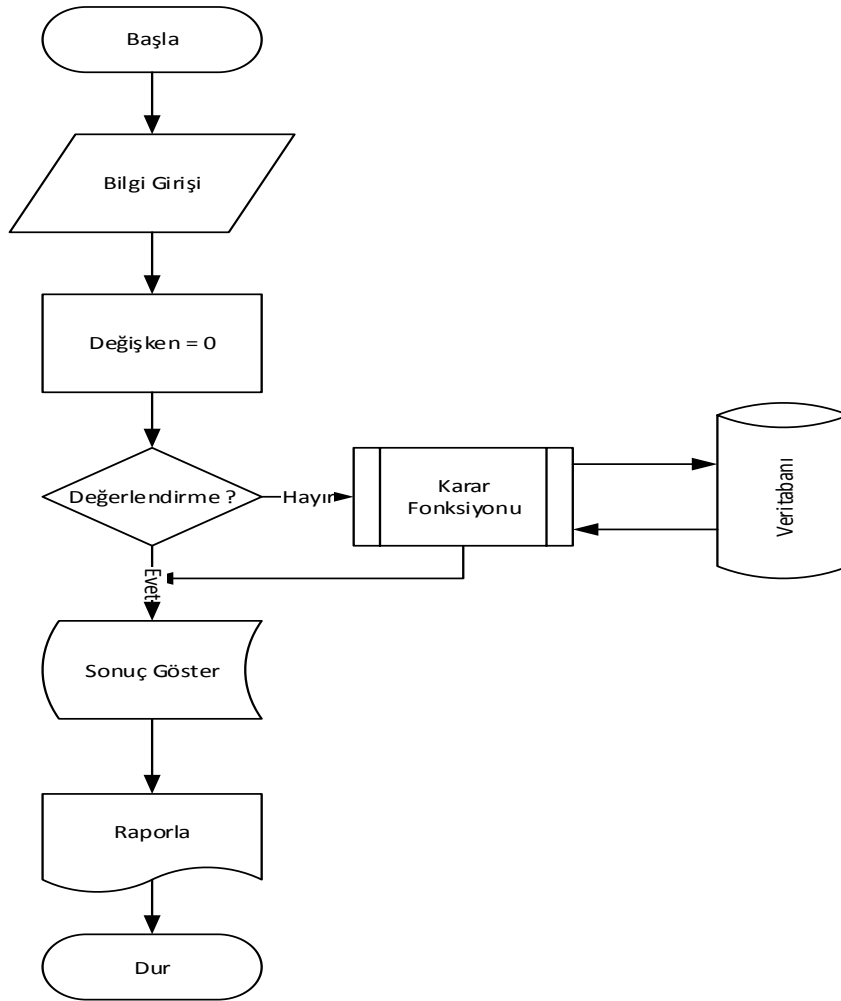 Başla
Bilgi Girişi
Değişken = 0
Değerlendirme ?
Hayır
Karar
Fonksiyonu
Veritabanı
Evet
Sonuç Göster
Raporla
Dur